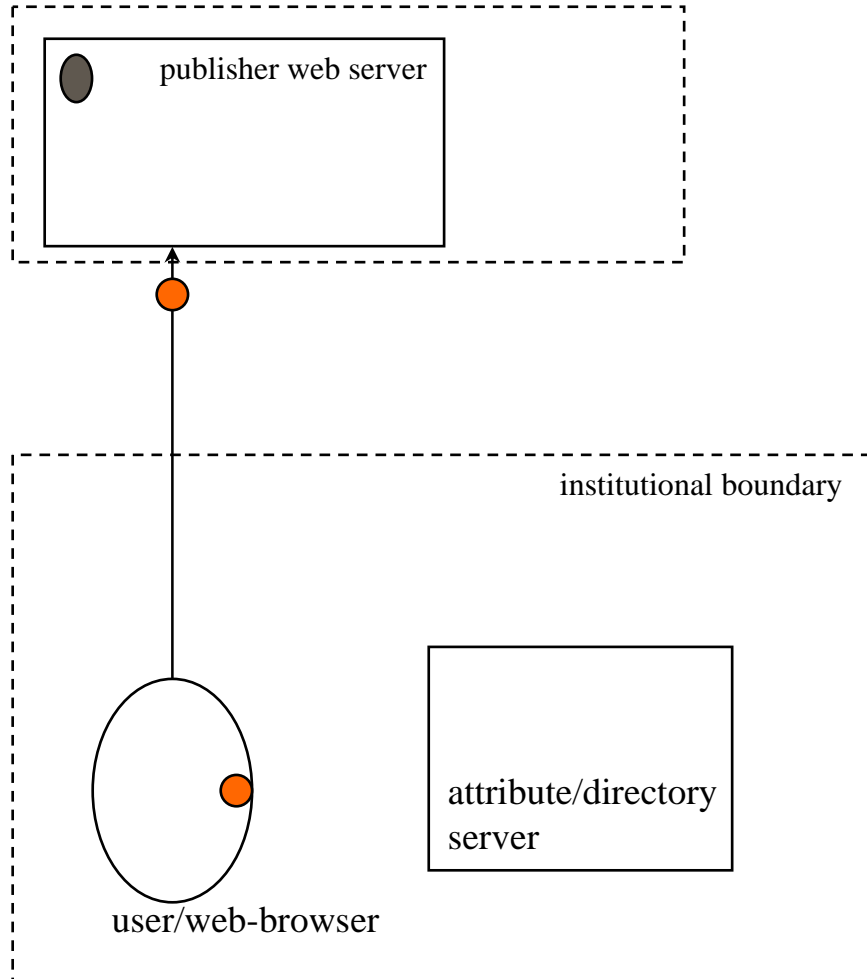 publisher web server
institutional boundary
attribute/directory
server
user/web-browser